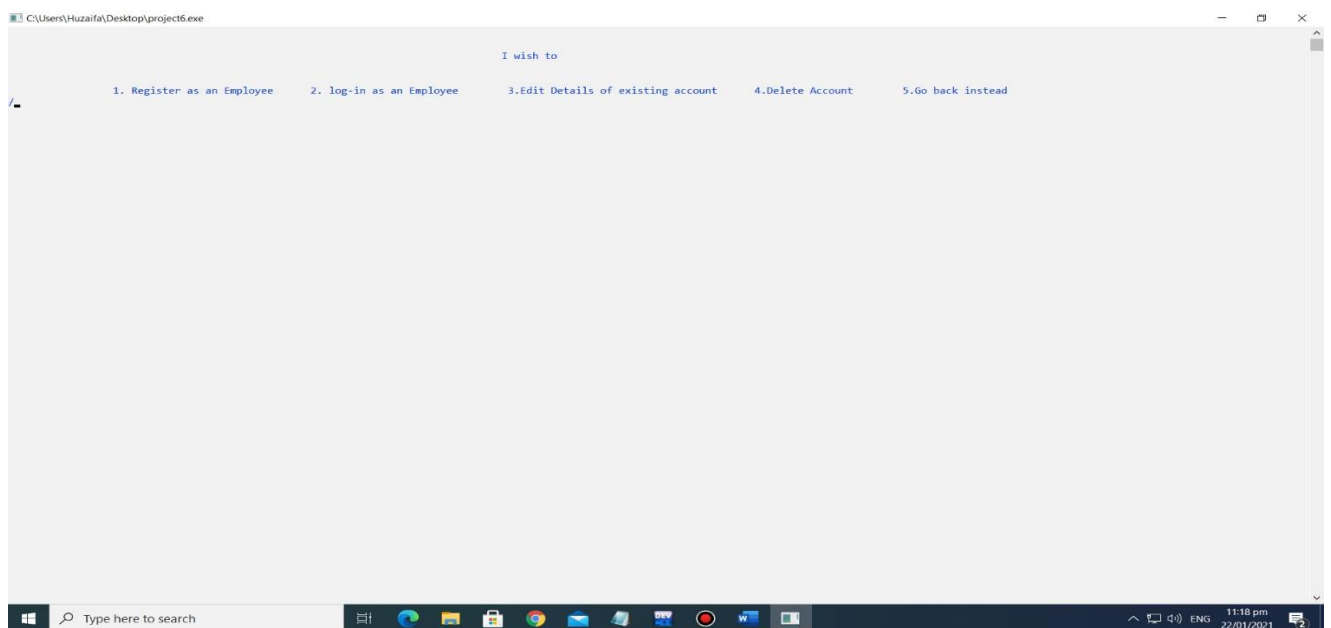 C:\Users\Huzaifa\Desktop\project6.exe
I wish to
1. Register as an Employee 2. log-in as an Employee 3.Edit Details of existing account 4.Delete Account 5.Go back instead
/
Type here to search
DEV
W
ENG
11:18 pm
22/01/2021
2